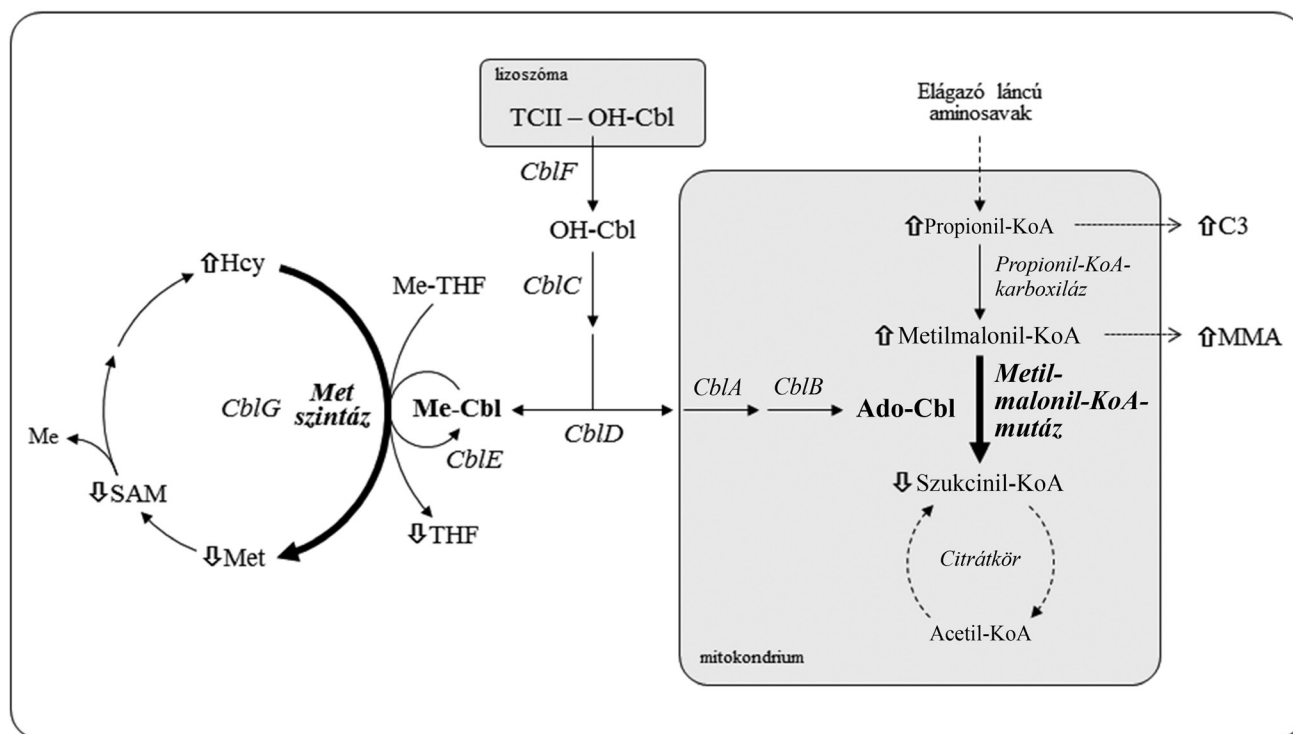 lizoszóma
TCII – OH-Cbl
CblF
OH-Cbl
CblC
CblD
Elágazó láncú
aminosavak
⇧Propionil-KoA
⇧C3
Propionil-KoA-
karboxiláz
⇧Metilmalonil-KoA
⇧MMA
CblA
CblB
Ado-Cbl
Metil-
malonil-KoA-
mutáz
⇩Szukcinil-KoA
Citrátkör
Acetil-KoA
mitokondrium
⇧Hcy
Me-THF
CblG
Met
szintáz
Me-Cbl
CblE
Me
⇩SAM
⇩THF
⇩Met